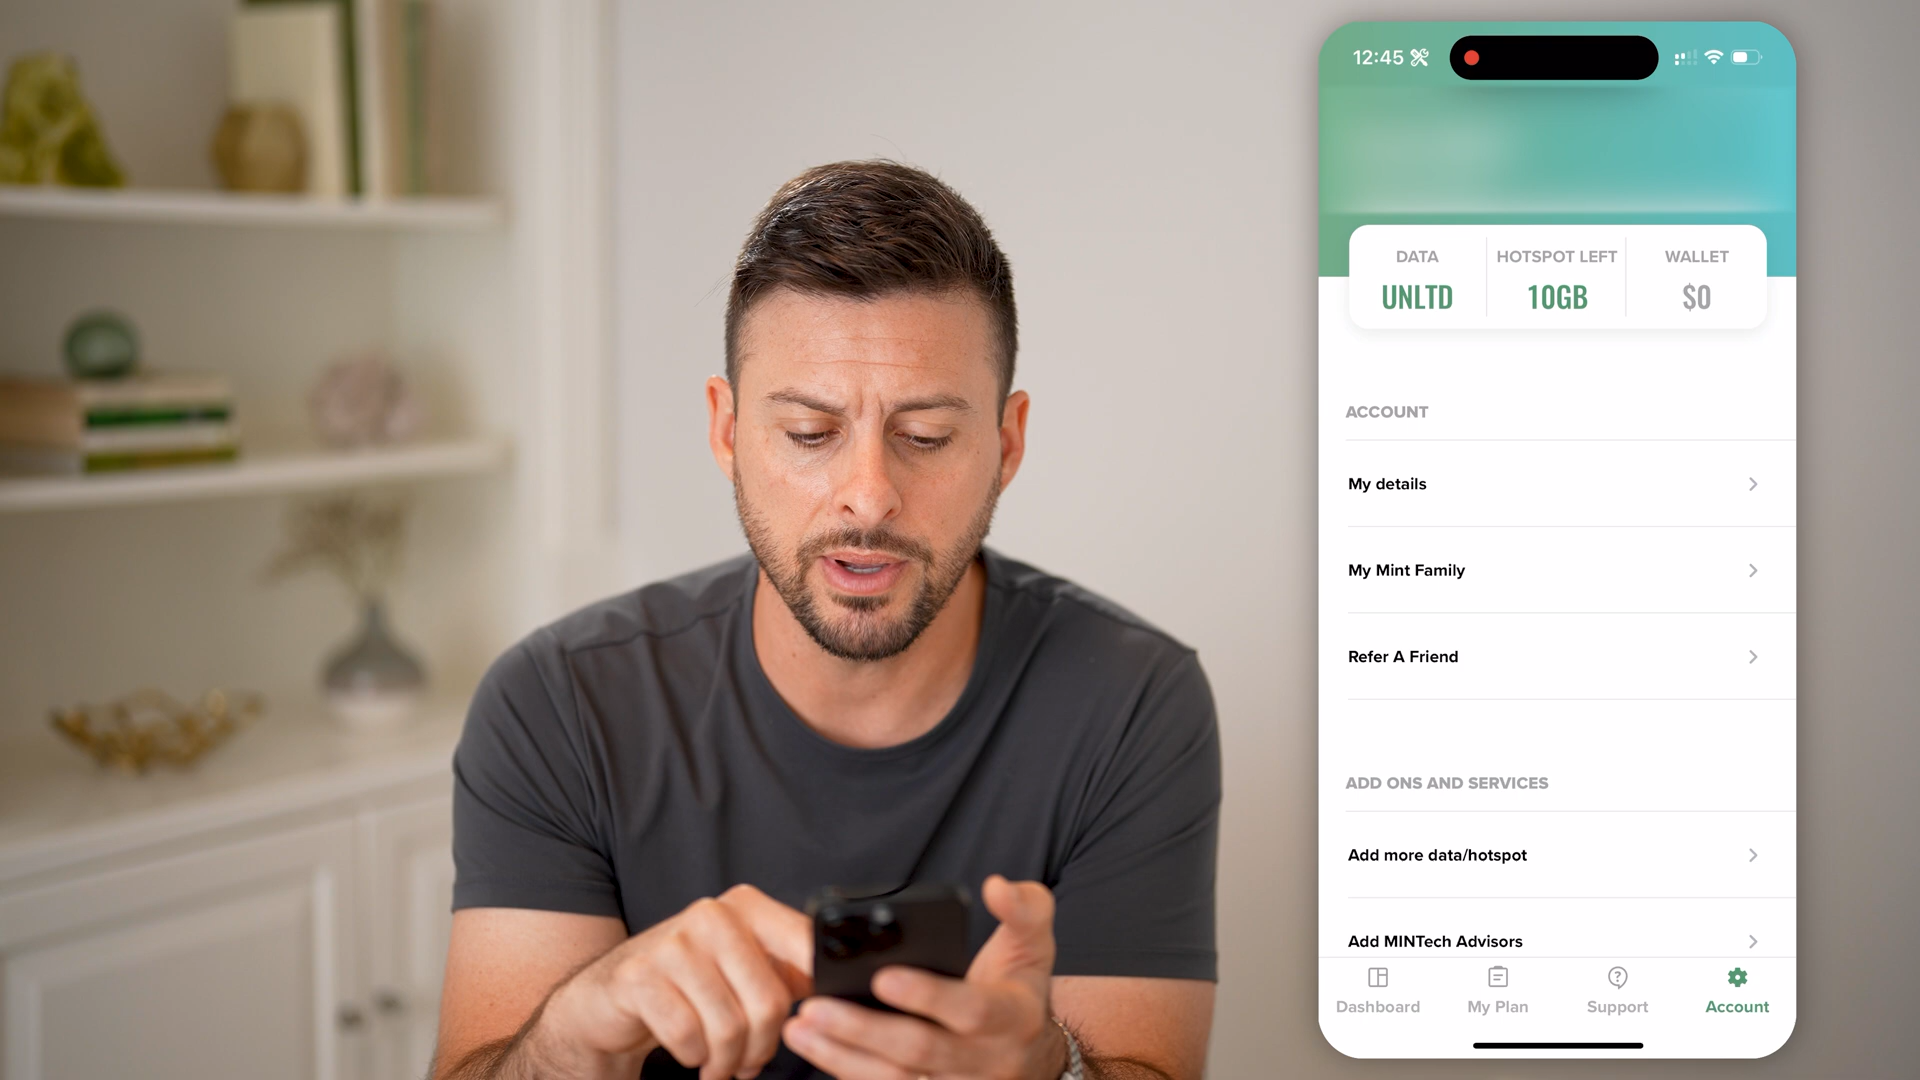 12:45
DATA
UNLTD
HOTSPOT LEFT
10GB
WALLET
$0
ACCOUNT
My details
My Mint Family
Refer A Friend
ADD ONS AND SERVICES
Add more data/hotspot
Add MINTech Advisors
Dashboard
My Plan
Support
Account